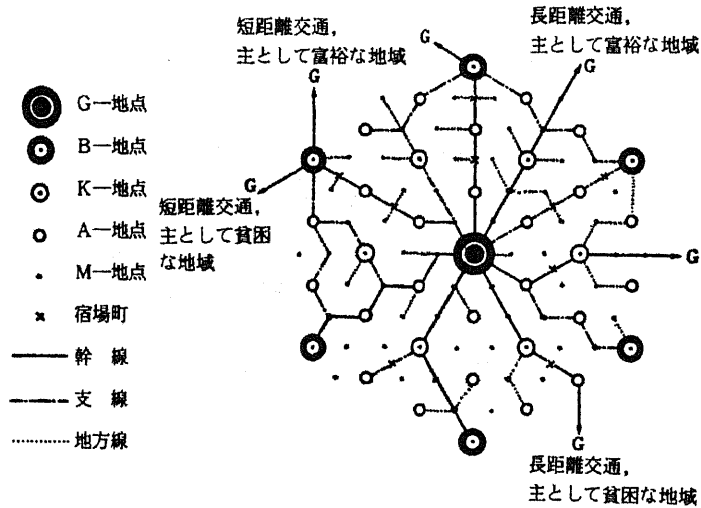 短距離交通,
主として富裕な地域
G
G
長距離交通,
主として富裕な地域
G
G—地点
B—地点
K—地点
A—地点
M—地点
宿場町
幹 線
支 線
地方線
G
短距離交通,
主として貧困
な地域
G
G
長距離交通,
主として貧困な地域